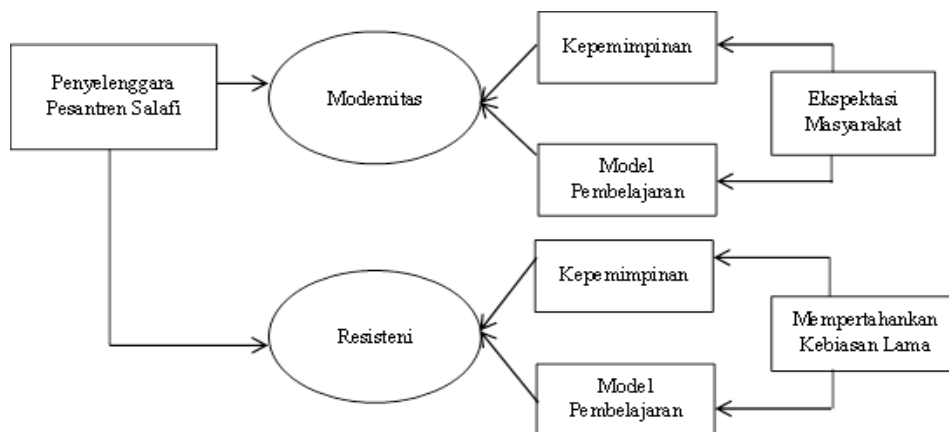 Penyelenggara
Pesantren Salafi
Modernitas
Kepemimpinan
Model
Pembelajaran
Ekspektasi
Masyarakat
Resisteni
Kepemimpinan
Model
Pembelajaran
Mempertahankan
Kebiasan Lama